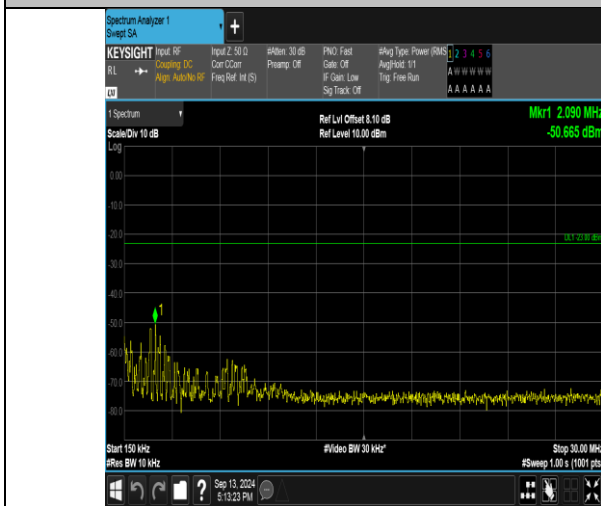 Spectrum Analyzer 1
Swept SA
+
KEYSIGHT Input: RF Input Z: 50 Ω #Atten: 30 dB PNO: Fast #Avg Type: Power (RMS 1 2 3 4 5 6
RL Coupling: DC Corr CCorr Preamp: Off Gate: Off Avg|Hold: 1/1 A W W W W W
Align: Auto/No RF Freq Ref: Int (S) IF Gain: Low Trig: Free Run
LXI Sig Track: Off A A A A A A
1 Spectrum Ref Lvl Offset 8.10 dB Mkr1 2.090 MHz
Scale/Div 10 dB Ref Level 10.00 dBm -50.665 dBm
Log
0.00
-10.0
-20.0
DL1 -23.00 dBm
-30.0
-40.0
1
-50.0
-60.0
-70.0
-80.0
Start 150 kHz #Video BW 30 kHz* Stop 30.00 MHz
#Res BW 10 kHz #Sweep 1.00 s (1001 pts
? Sep 13, 2024
5:13:23 PM